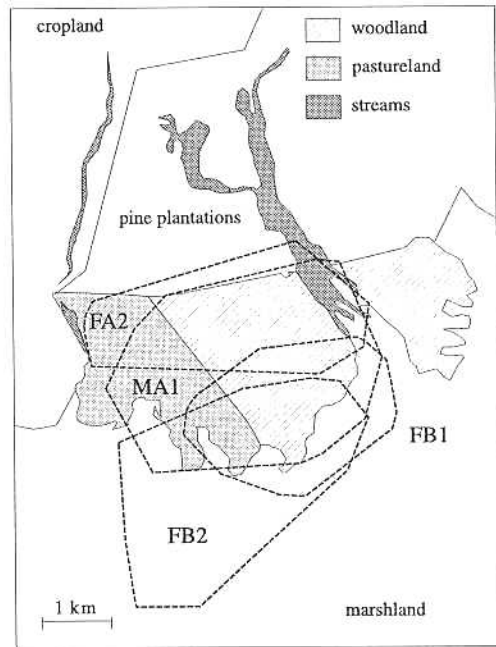 cropland
woodland
pastureland
streams
pine plantations
FA2
MA1
FB1
FB2
1 km
marshland